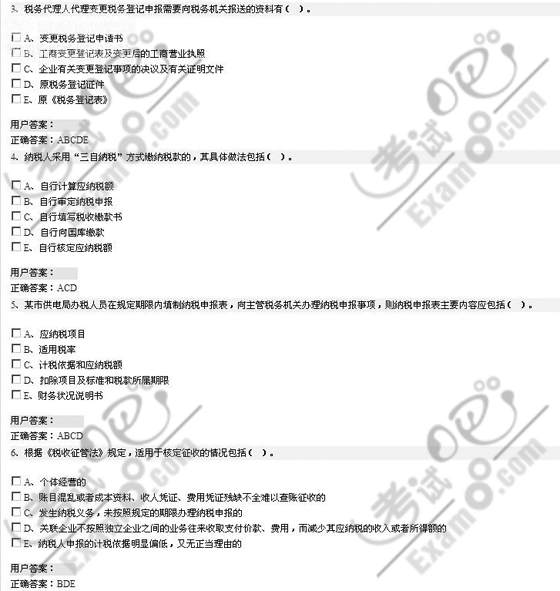 3、税务代理人代理变更税务登记申报需要向税务机关报送的资料有（ ）。
A、变更税务登记申请书
B、工商变更登记表及变更后的工商营业执照
C、企业有关变更登记事项的决议及有关证明文件
D、原税务登记证件
E、原《税务登记表》
用户答案：
正确答案：ABCDE
4、纳税人采用“三自纳税”方式缴纳税款的，其具体做法包括（ ）。
A、自行计算应纳税额
B、自行审定纳税申报
C、自行填写税收缴款书
D、自行向国库缴款
E、自行核定应纳税额
用户答案：
正确答案：ACD
5、某市供电局办税人员在规定期限内填制纳税申报表，向主管税务机关办理纳税申报事项，则纳税申报表主要内容应包括（ ）。
A、应纳税项目
B、适用税率
C、计税依据和应纳税额
D、扣除项目及标准和税款所属期限
E、财务状况说明书
用户答案：
正确答案：ABCD
6、根据《税收征管法》规定，适用于核定征收的情况包括（ ）。
A、个体经营的
B、账目混乱或者成本资料、收入凭证、费用凭证残缺不全难以查账征收的
C、发生纳税义务，未按照规定的期限办理纳税申报的
D、关联企业不按照独立企业之间的业务往来收取支付价款、费用，而减少其应纳税的收入或者所得额的
E、纳税人申报的计税依据明显偏低，又无正当理由的
用户答案：
正确答案：BDE
考试
Exam8.com
考试
Exam8.com
考试
Exam8.com
考试
Exam8.com